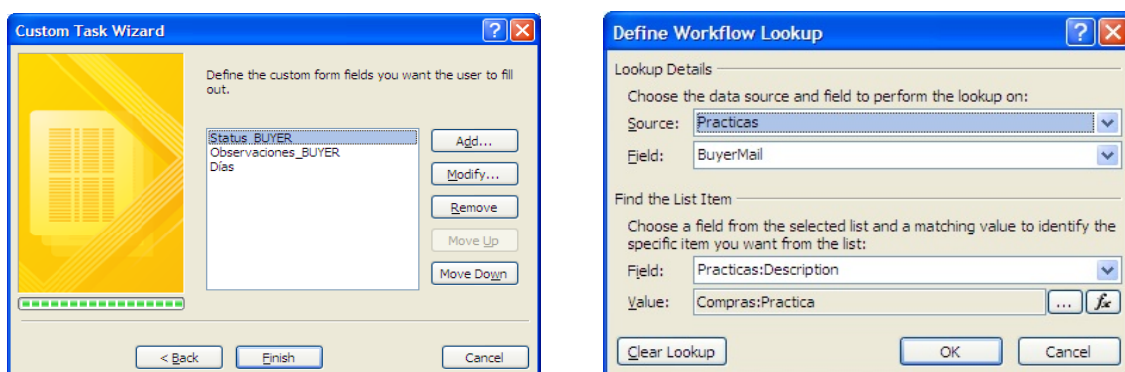 Custom Task Wizard
Define the custom form fields you want the user to fill
out.
Status_BUYER
Observaciones_BUYER
Días
Add...
Modify...
Remove
Move Up
Move Down
< Back
Finish
Cancel
Define Workflow Lookup
Lookup Details
Choose the data source and field to perform the lookup on:
Source: Practicas
Field: BuyerMail
Find the List Item
Choose a field from the selected list and a matching value to identify the
specific item you want from the list:
Field: Practicas:Description
Value: Compras:Practica ... fx
Clear Lookup
OK
Cancel